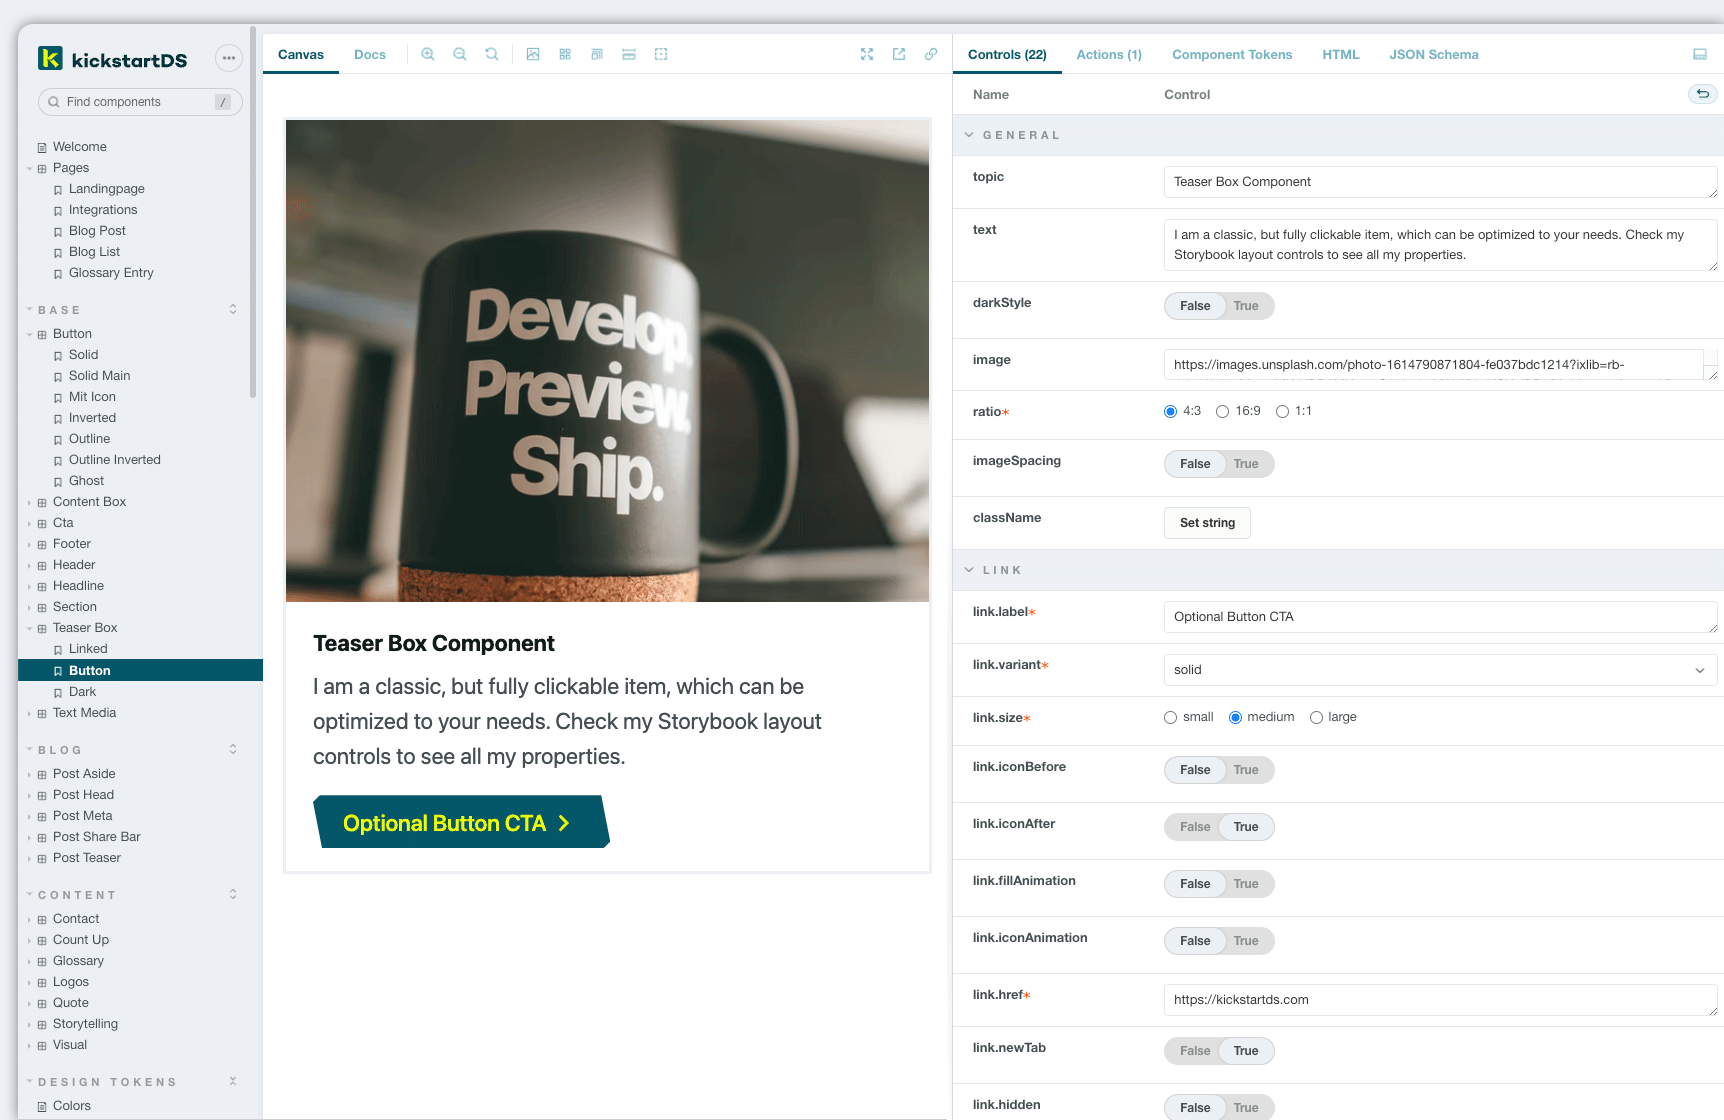 kickstartDS
Find components
/
Welcome
Pages
Landingpage
Integrations
Blog Post
Blog List
Glossary Entry
BASE
Button
Solid
Solid Main
Mit Icon
Inverted
Outline
Outline Inverted
Ghost
Content Box
Cta
Footer
Header
Headline
Section
Teaser Box
Linked
Button
Dark
Text Media
BLOG
Post Aside
Post Head
Post Meta
Post Share Bar
Post Teaser
CONTENT
Contact
Count Up
Glossary
Logos
Quote
Storytelling
Visual
DESIGN TOKENS
Colors
Canvas
Docs
Develop.
Preview.
Ship.
Teaser Box Component
I am a classic, but fully clickable item, which can be
optimized to your needs. Check my Storybook layout
controls to see all my properties.
Optional Button CTA
Controls (22)
Actions (1)
Component Tokens
HTML
JSON Schema
Name
Control
GENERAL
topic
Teaser Box Component
text
I am a classic, but fully clickable item, which can be optimized to your needs. Check my
Storybook layout controls to see all my properties.
darkStyle
False True
image
https://images.unsplash.com/photo-1614790871804-fe037bdc1214?ixlib=rb-
ratio*
4:3 16:9 1:1
imageSpacing
False True
className
Set string
LINK
link.label*
Optional Button CTA
link.variant*
solid
link.size*
small medium large
link.iconBefore
False True
link.iconAfter
False True
link.fillAnimation
False True
link.iconAnimation
False True
link.href*
https://kickstartds.com
link.newTab
False True
link.hidden
False True